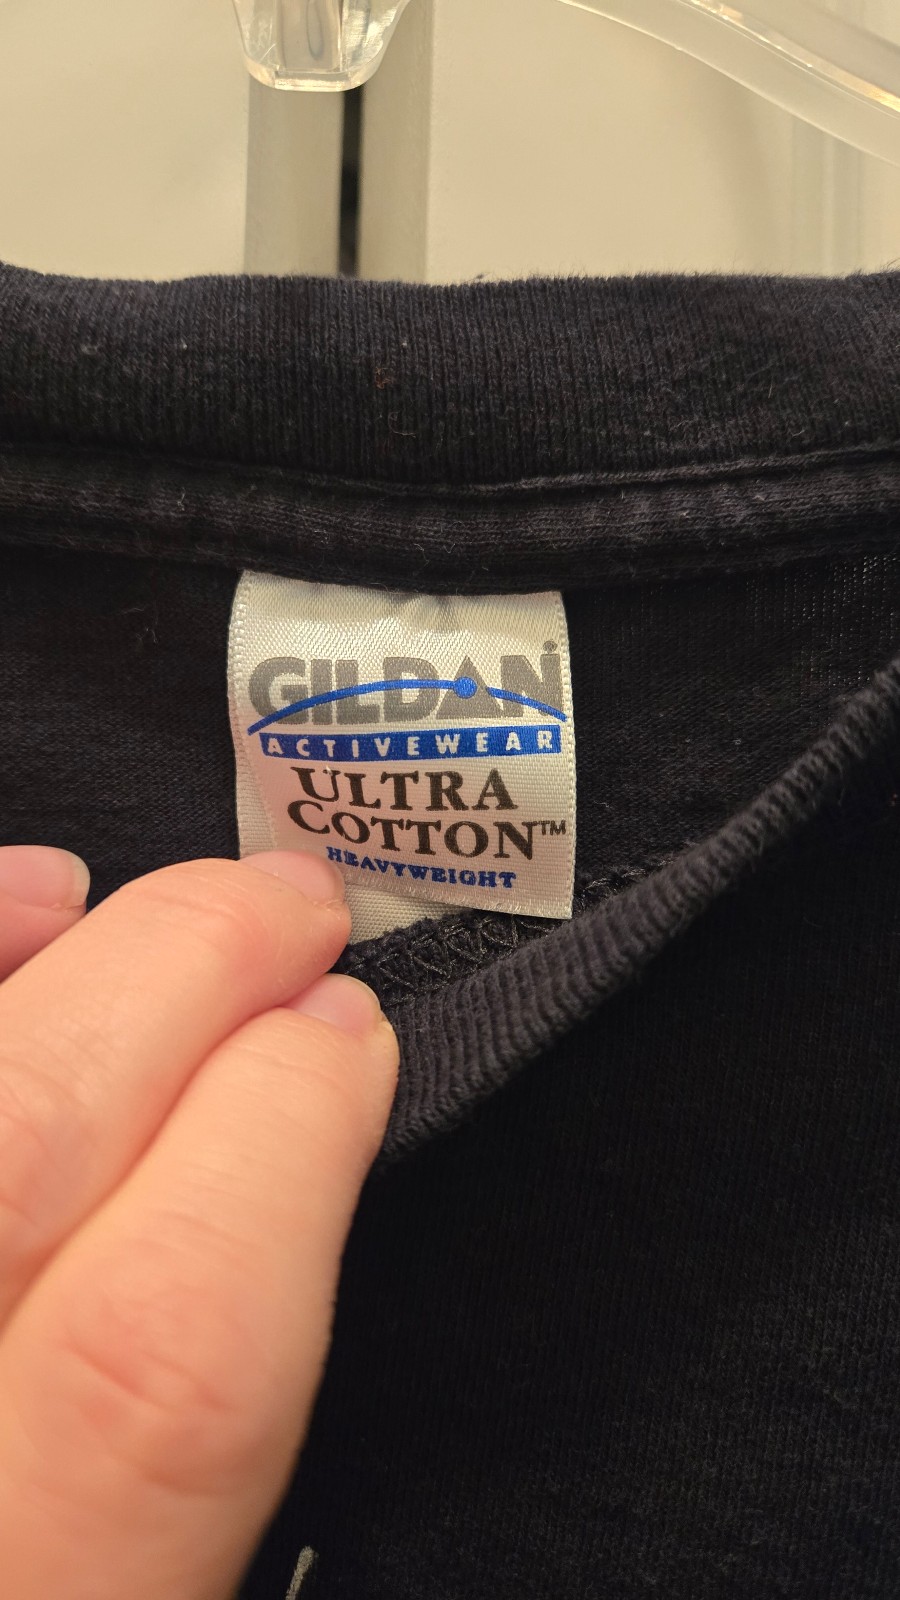 GILDAN®
ACTIVEWEAR
ULTRA
COTTON™
HEAVYWEIGHT